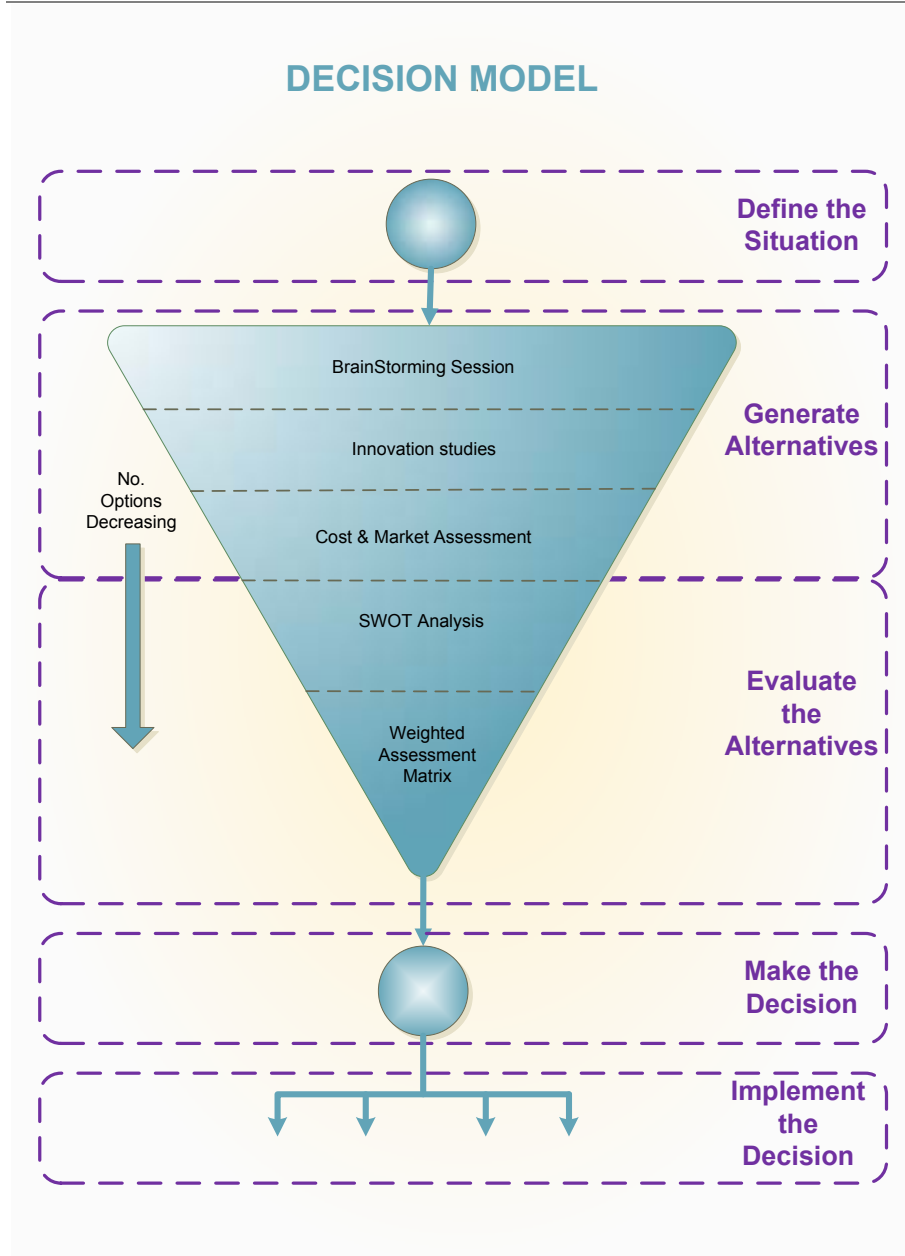 DECISION MODEL
Define the
Situation
BrainStorming Session
Generate
Alternatives
Innovation studies
No.
Options
Decreasing
Cost & Market Assessment
SWOT Analysis
Evaluate
the
Alternatives
Weighted
Assessment
Matrix
Make the
Decision
Implement
the
Decision